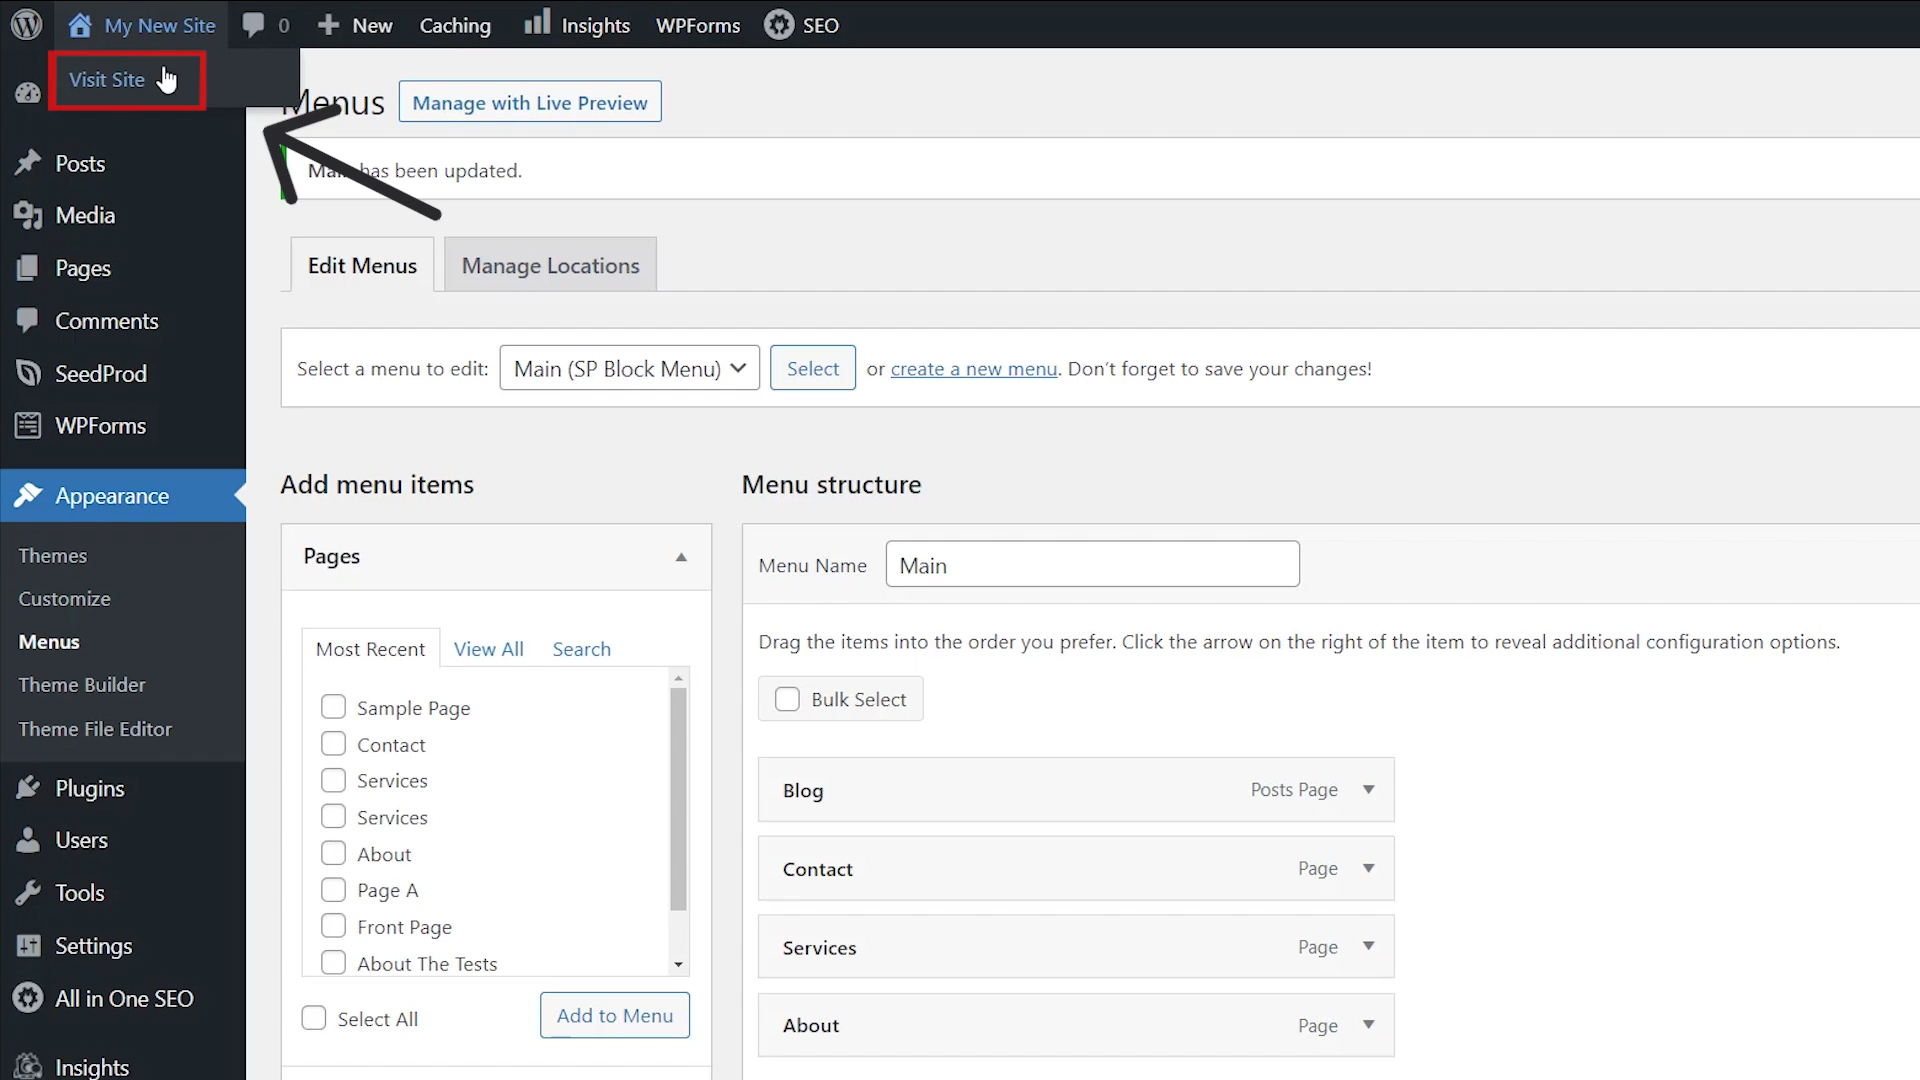 My New Site 0 New Caching Insights WPForms SEO
Visit Site
Menus Manage with Live Preview
Main has been updated.
Posts
Media
Pages
Comments
SeedProd
WPForms
Appearance
Themes
Customize
Menus
Theme Builder
Theme File Editor
Plugins
Users
Tools
Settings
All in One SEO
Insights
Edit Menus Manage Locations
Select a menu to edit: Main (SP Block Menu) Select or create a new menu. Don't forget to save your changes!
Add menu items
Pages
Most Recent View All Search
Sample Page
Contact
Services
Services
About
Page A
Front Page
About The Tests
Select All Add to Menu
Menu structure
Menu Name Main
Drag the items into the order you prefer. Click the arrow on the right of the item to reveal additional configuration options.
Bulk Select
Blog Posts Page
Contact Page
Services Page
About Page